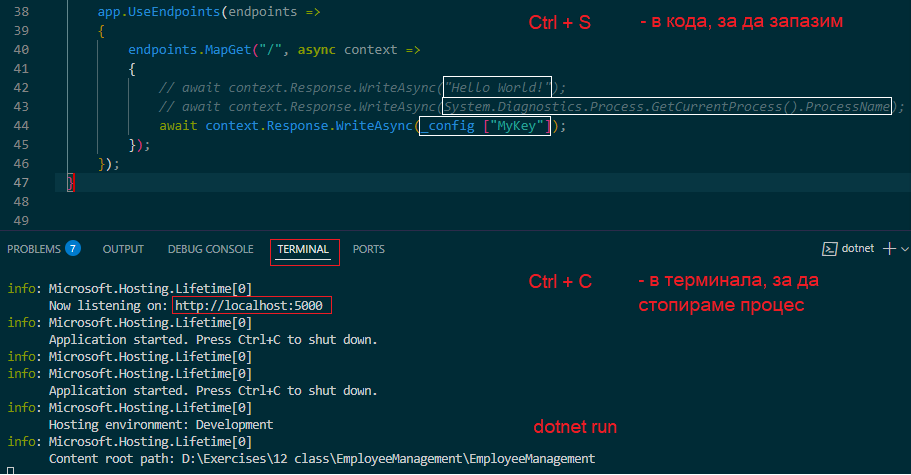 38 app.UseEndpoints(endpoints => Ctrl + S - в кода, за да запазим
39 {
40 endpoints.MapGet("/", async context =>
41 {
42 // await context.Response.WriteAsync("Hello World!");
43 // await context.Response.WriteAsync(System.Diagnostics.Process.GetCurrentProcess().ProcessName);
44 await context.Response.WriteAsync(_config ["MyKey"]);
45 });
46 });
47 }
48
49
PROBLEMS 7 OUTPUT DEBUG CONSOLE TERMINAL PORTS dotnet
Ctrl + C - в терминала, за да
стопираме процес
info: Microsoft.Hosting.Lifetime[0]
Now listening on: http://localhost:5000
info: Microsoft.Hosting.Lifetime[0]
Application started. Press Ctrl+C to shut down.
info: Microsoft.Hosting.Lifetime[0]
info: Microsoft.Hosting.Lifetime[0]
Application started. Press Ctrl+C to shut down.
info: Microsoft.Hosting.Lifetime[0]
Hosting environment: Development
dotnet run
info: Microsoft.Hosting.Lifetime[0]
Content root path: D:\Exercises\12 class\EmployeeManagement\EmployeeManagement